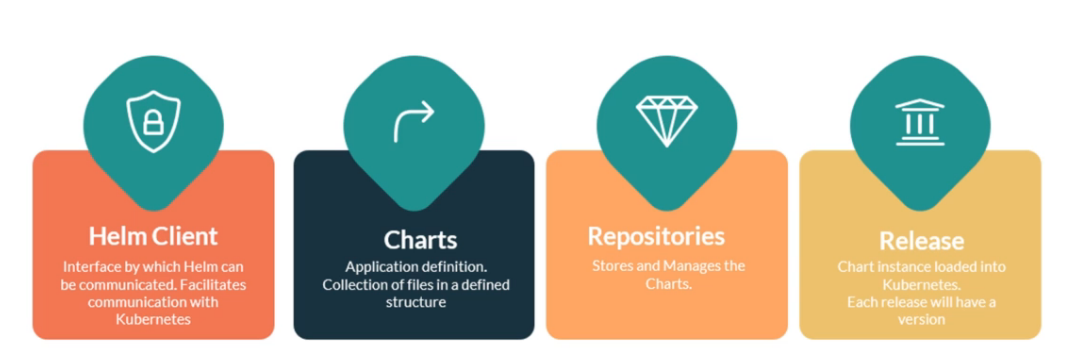 Helm Client
Interface by which Helm can
be communicated. Facilitates
communication with
Kubernetes
Charts
Application definition.
Collection of files in a defined
structure
Repositories
Stores and Manages the
Charts.
Release
Chart instance loaded into
Kubernetes.
Each release will have a
version